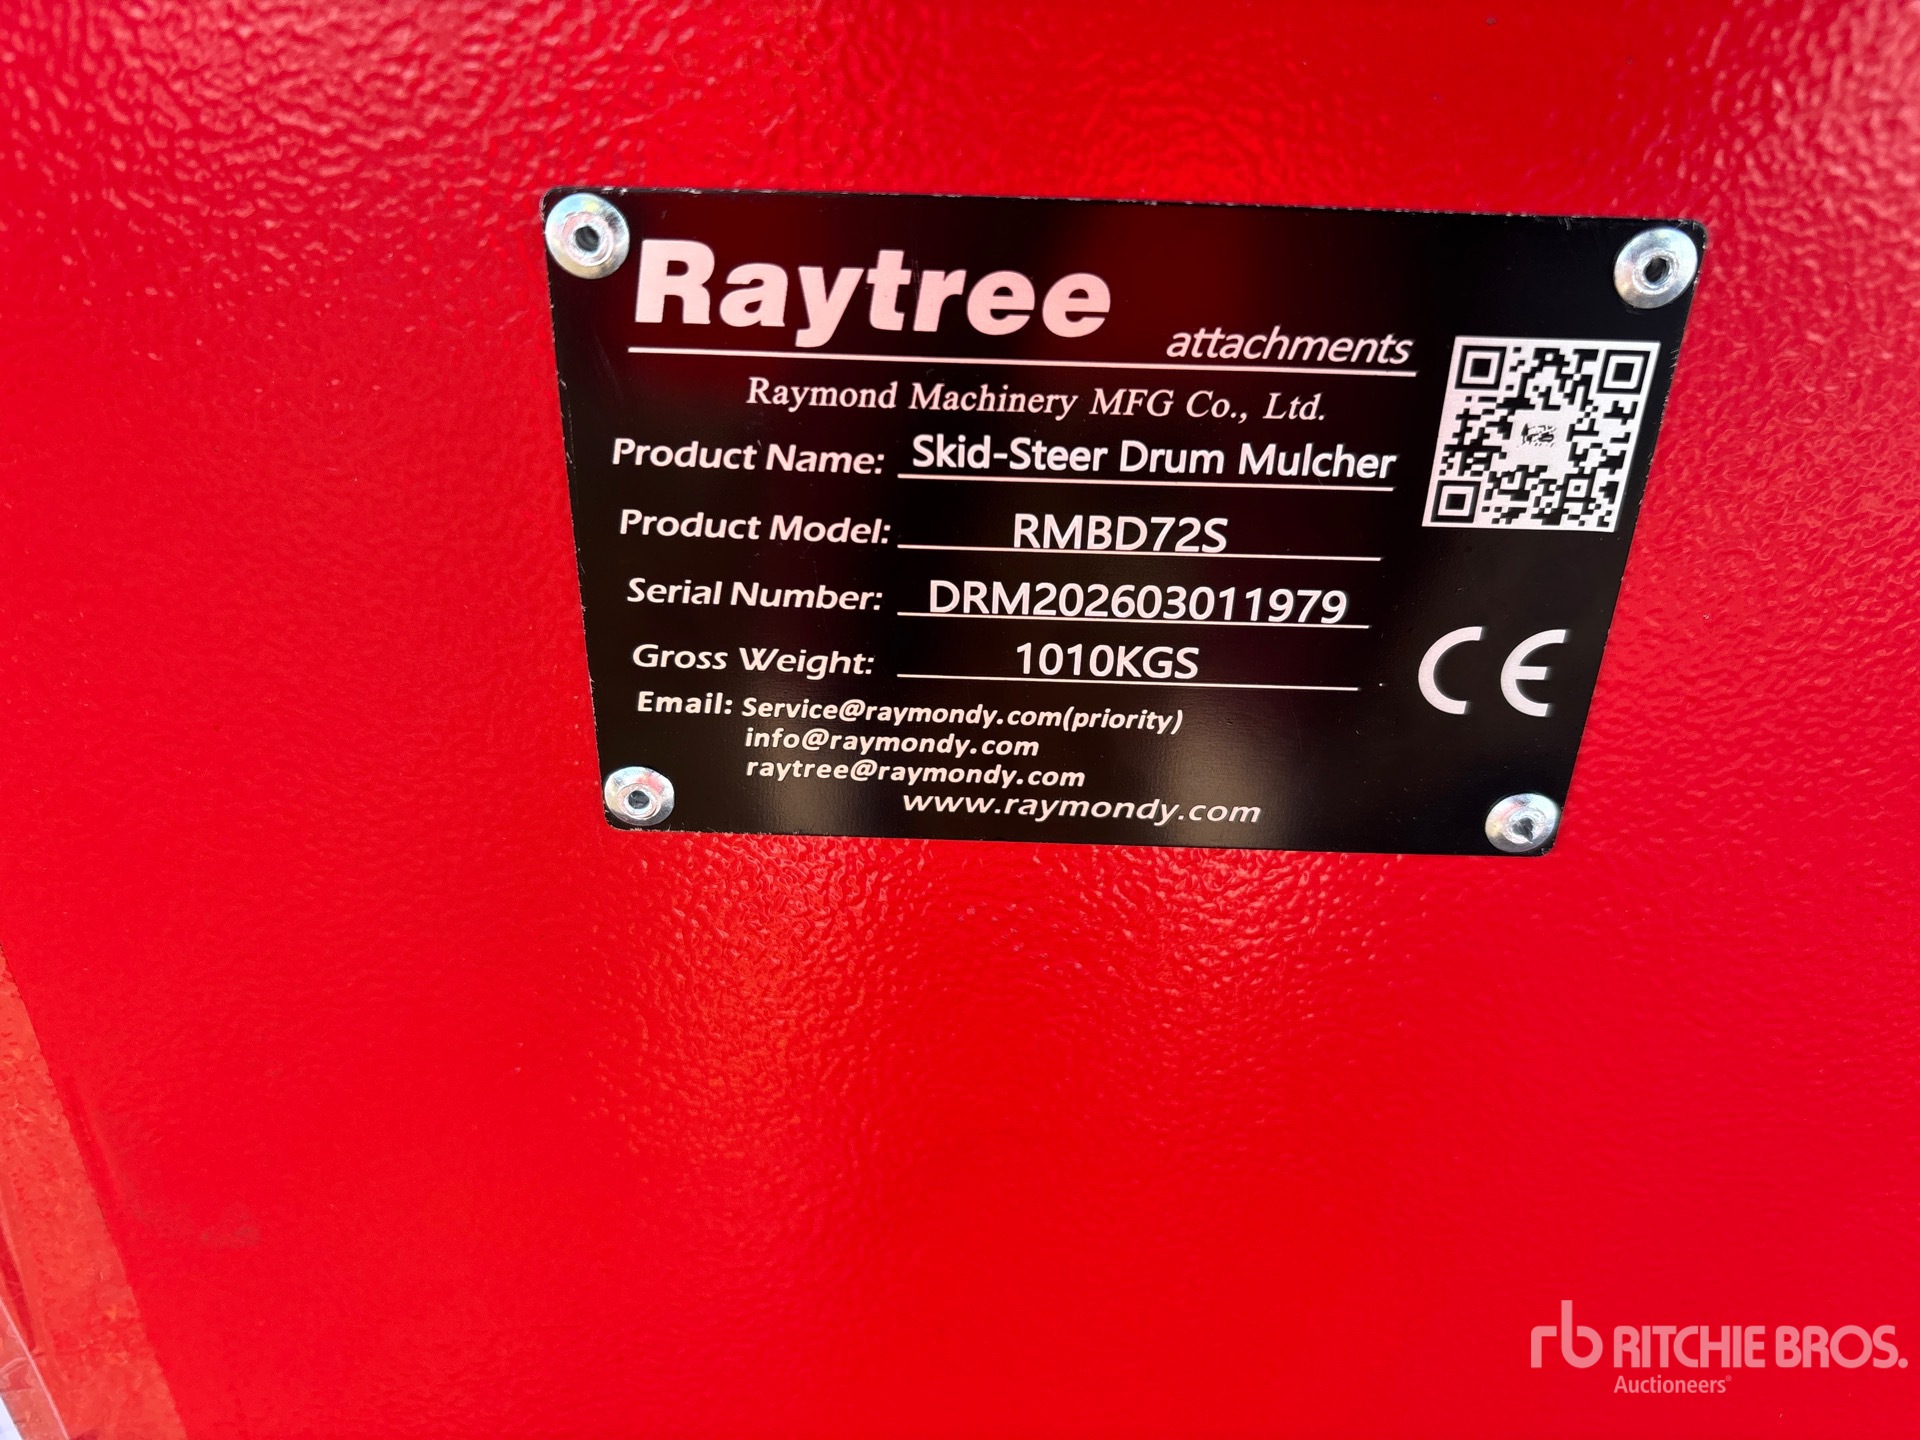 Raytree attachments
Raymond Machinery MFG Co., Ltd.
Product Name: Skid-Steer Drum Mulcher
Product Model: RMBD72S
Serial Number: DRM202603011979
Gross Weight: 1010KGS
Email: Service@raymondy.com(priority)
info@raymondy.com
raytree@raymondy.com
www.raymondy.com
CE
rb RITCHIE BROS.
Auctioneers®